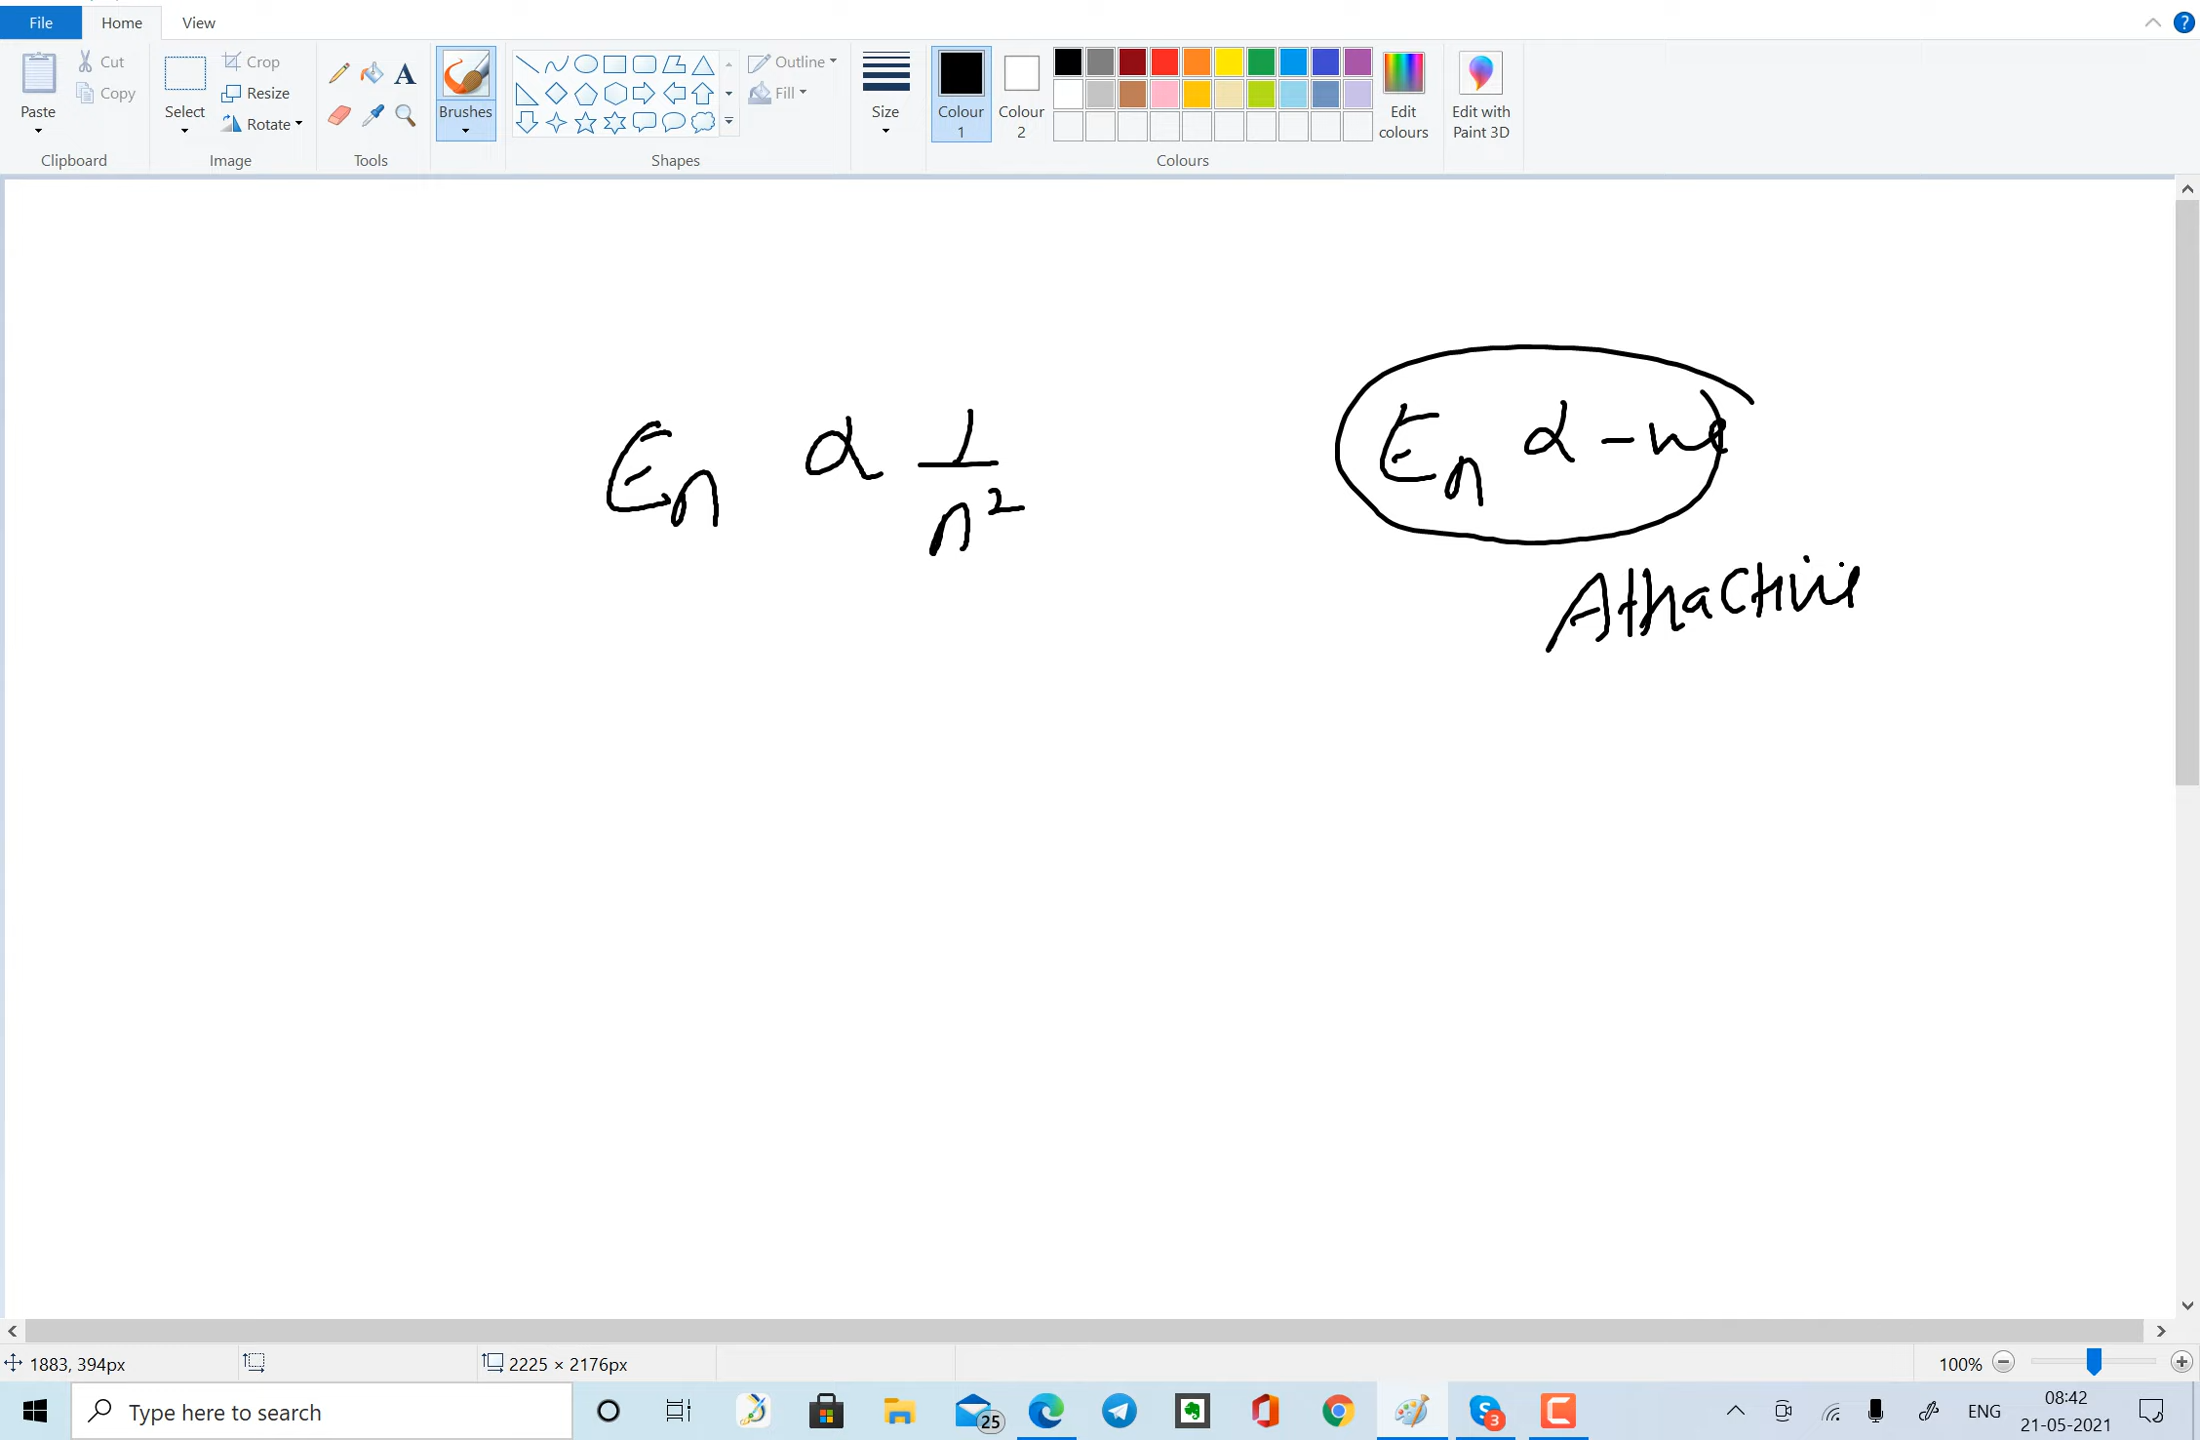 File Home View
Paste Cut Copy Clipboard
Select Crop Resize Rotate Image
Tools
Brushes
Shapes
Outline Fill
Size
Colour 1 Colour 2
Edit colours
Edit with Paint 3D
Colours
Eₙ α 1/n²
Eₙ α -ve
Attractive
1883, 394px
2225 × 2176px
100%
Type here to search
25
3
ENG
08:42
21-05-2021